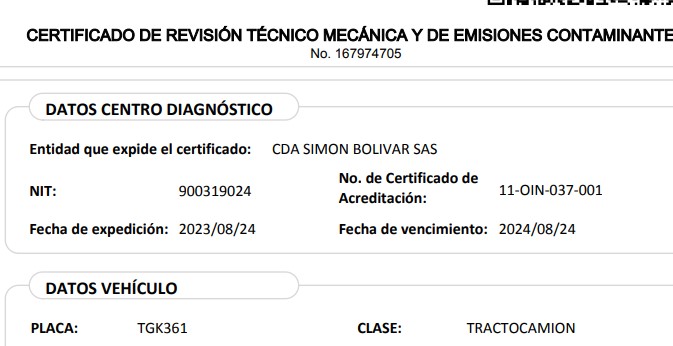 CERTIFICADO DE REVISIÓN TÉCNICO MECÁNICA Y DE EMISIONES CONTAMINANTE
No. 167974705
DATOS CENTRO DIAGNÓSTICO
Entidad que expide el certificado: CDA SIMON BOLIVAR SAS
NIT: 900319024 No. de Certificado de
Acreditación: 11-OIN-037-001
Fecha de expedición: 2023/08/24 Fecha de vencimiento: 2024/08/24
DATOS VEHÍCULO
PLACA: TGK361 CLASE: TRACTOCAMION